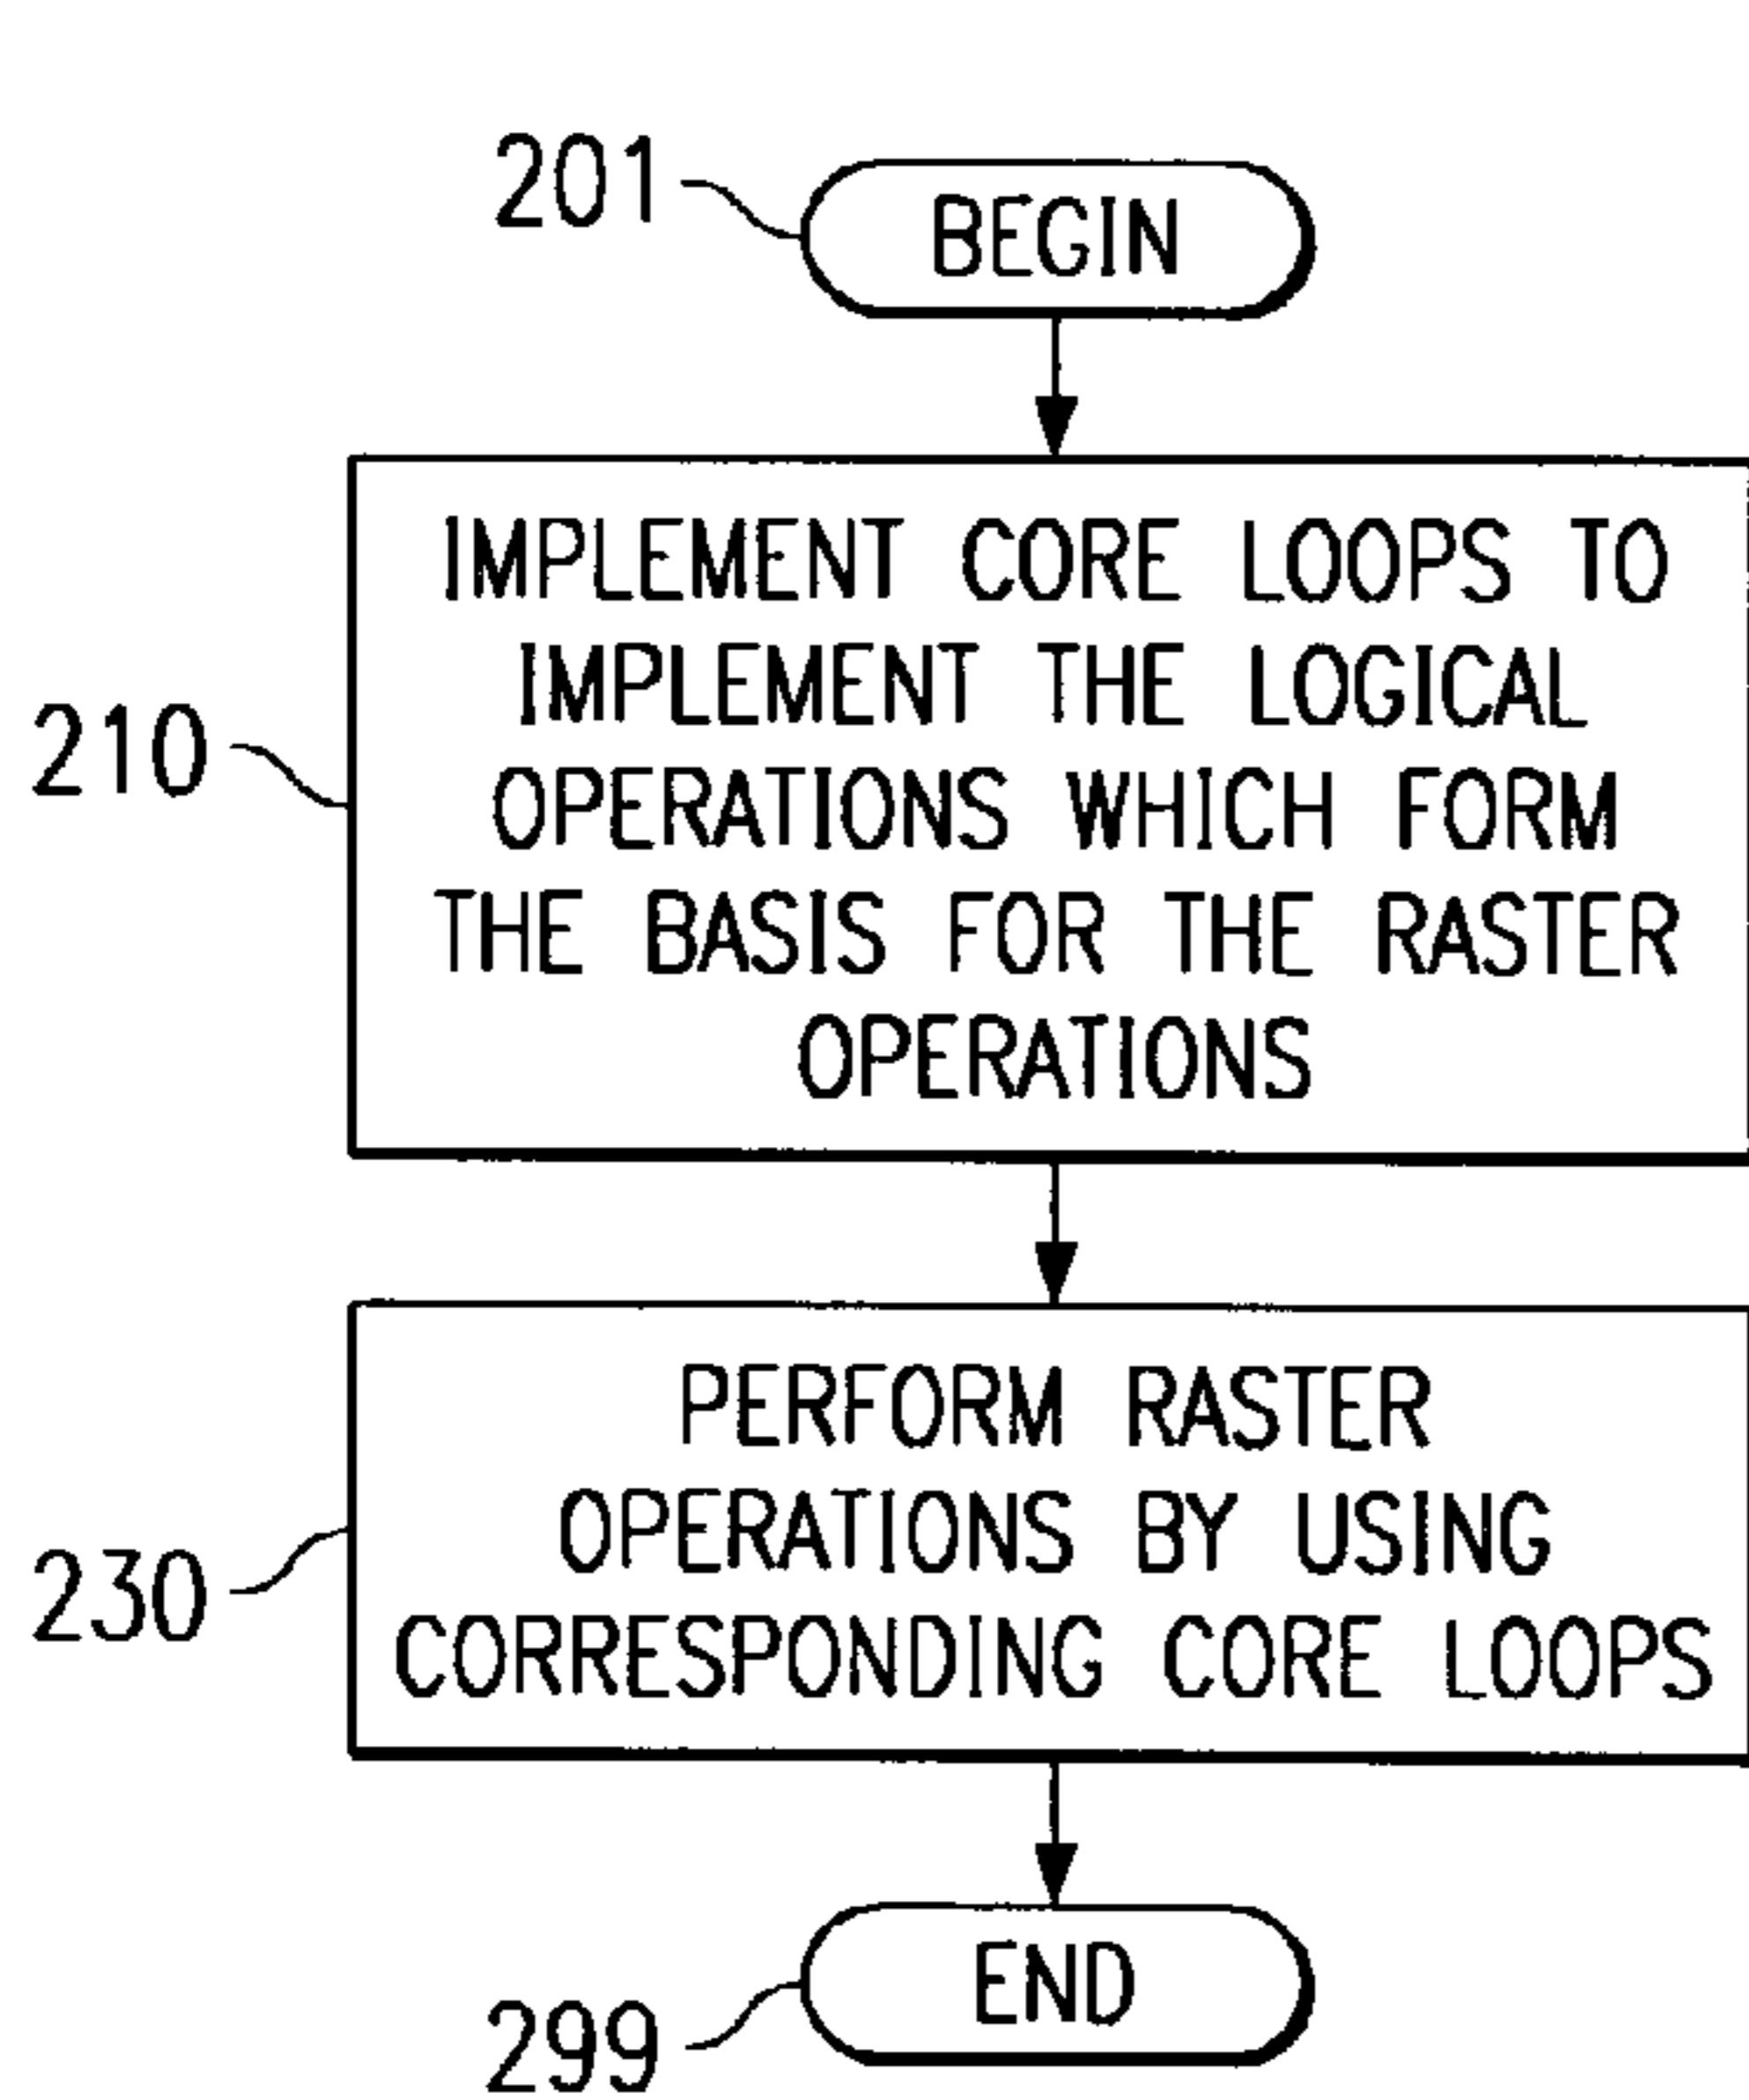 201
BEGIN
IMPLEMENT CORE LOOPS TO
IMPLEMENT THE LOGICAL
210
OPERATIONS WHICH FORM
THE BASIS FOR THE RASTER
OPERATIONS
PERFORM RASTER
OPERATIONS BY USING
230
CORRESPONDING CORE LOOPS
END
299